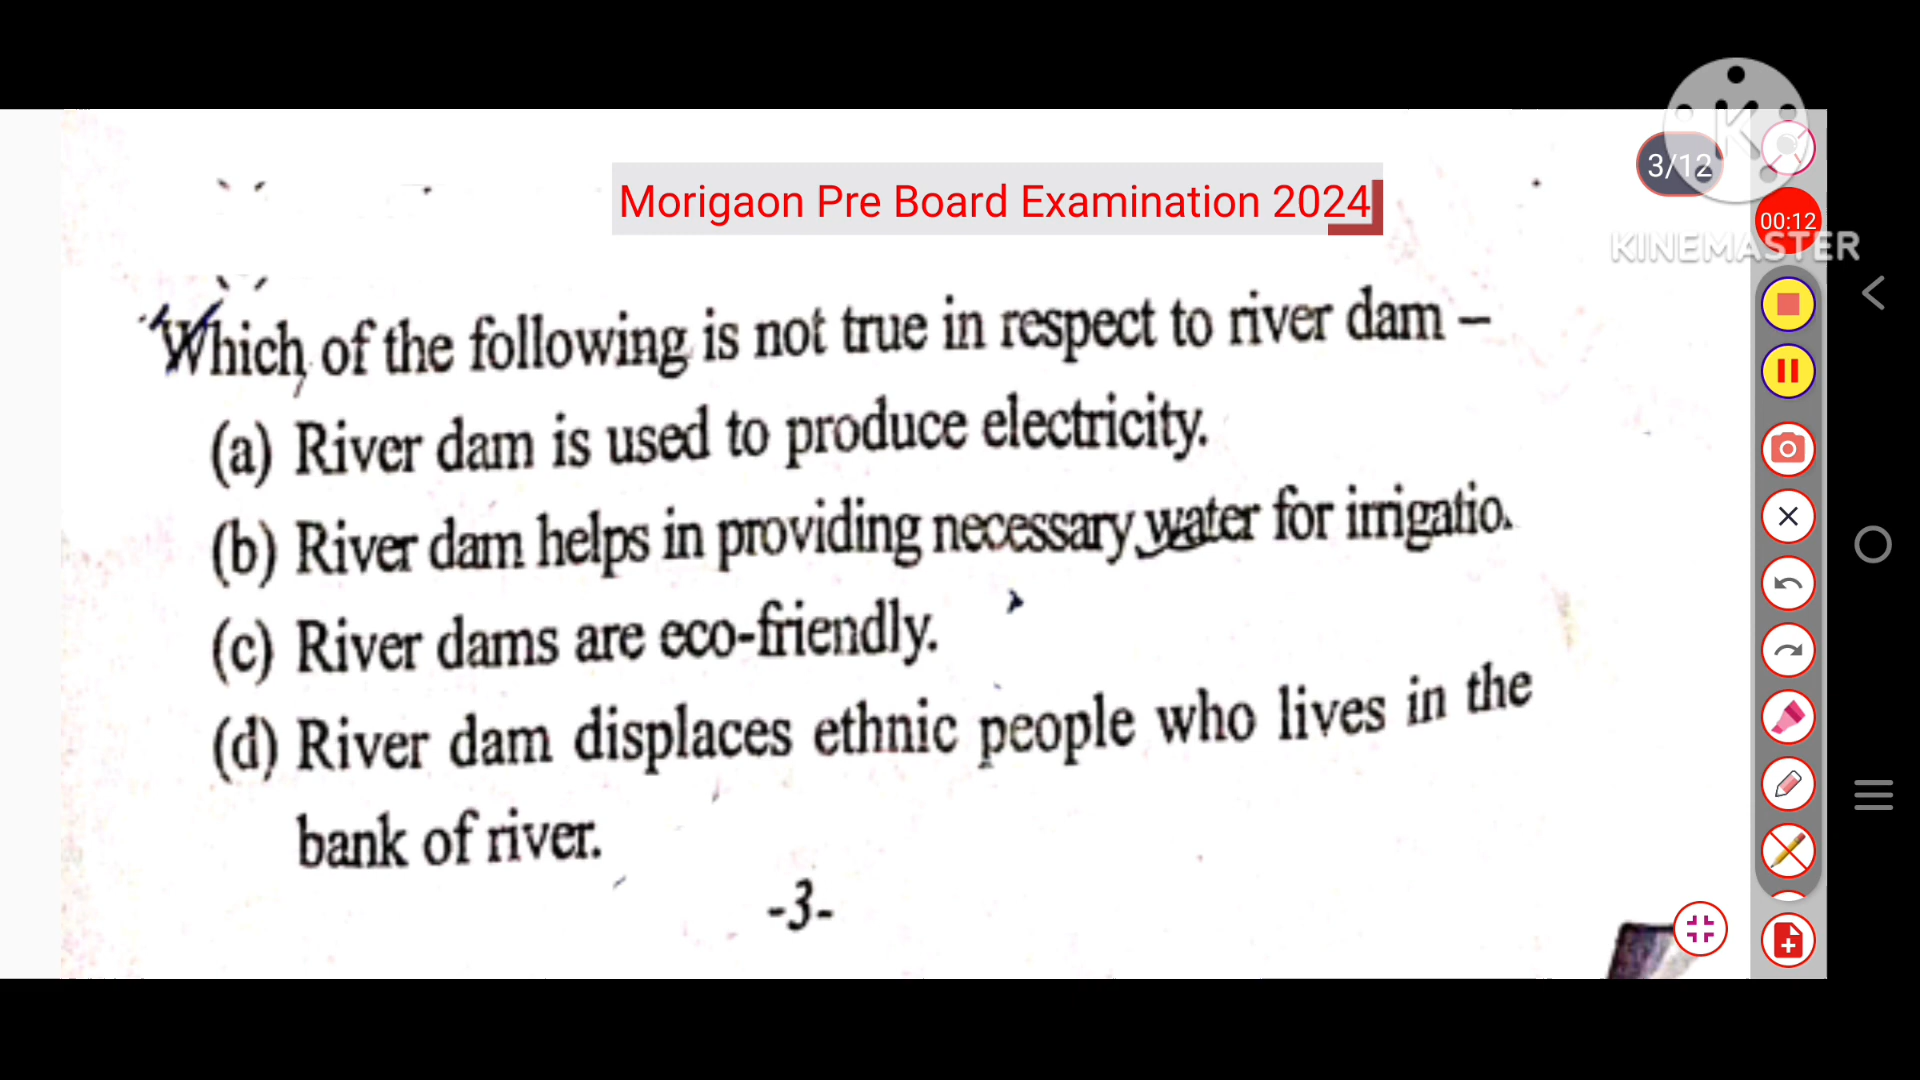 3/12
Morigaon Pre Board Examination 2024
00:12
KINEMASTER
Which of the following is not true in respect to river dam –
(a) River dam is used to produce electricity.
(b) River dam helps in providing necessary water for irrigatio.
(c) River dams are eco-friendly.
(d) River dam displaces ethnic people who lives in the
bank of river.
-3-